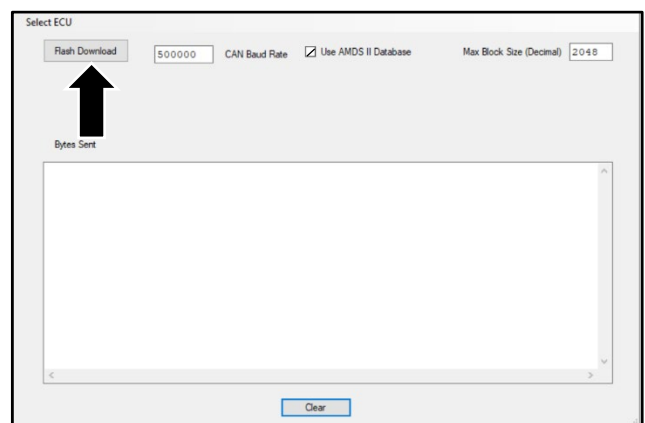 Select ECU
Flash Download
500000 CAN Baud Rate Use AMDS II Database Max Block Size (Decimal) 2048
Bytes Sent
Clear